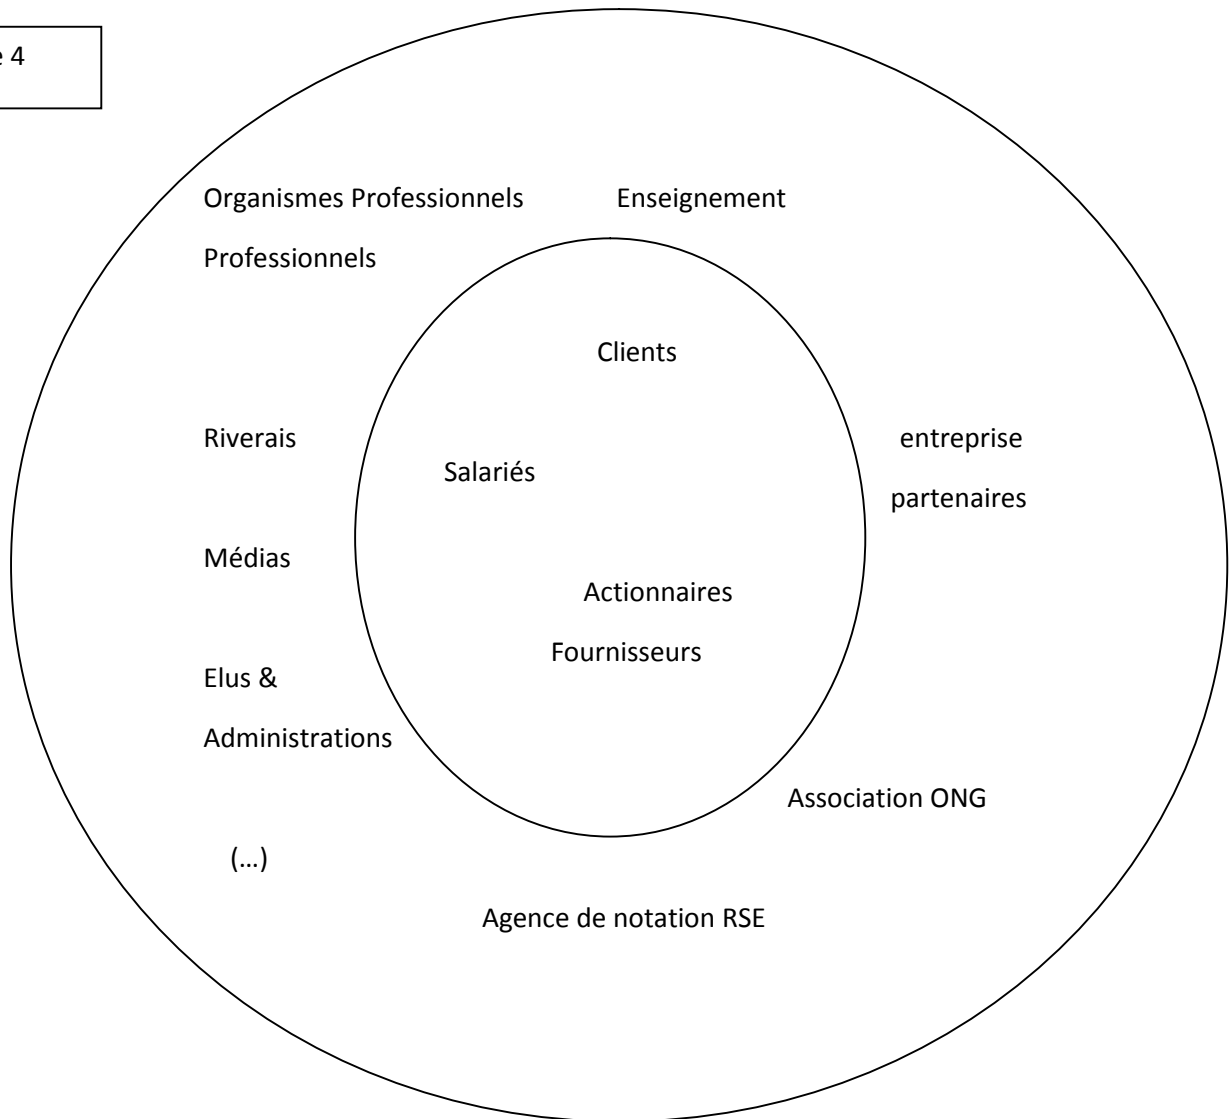 e 4
Organismes Professionnels Enseignement
Professionnels
Clients
Riverais
entreprise
Salariés
partenaires
Médias
Actionnaires
Fournisseurs
Elus &
Administrations
Association ONG
(…)
Agence de notation RSE